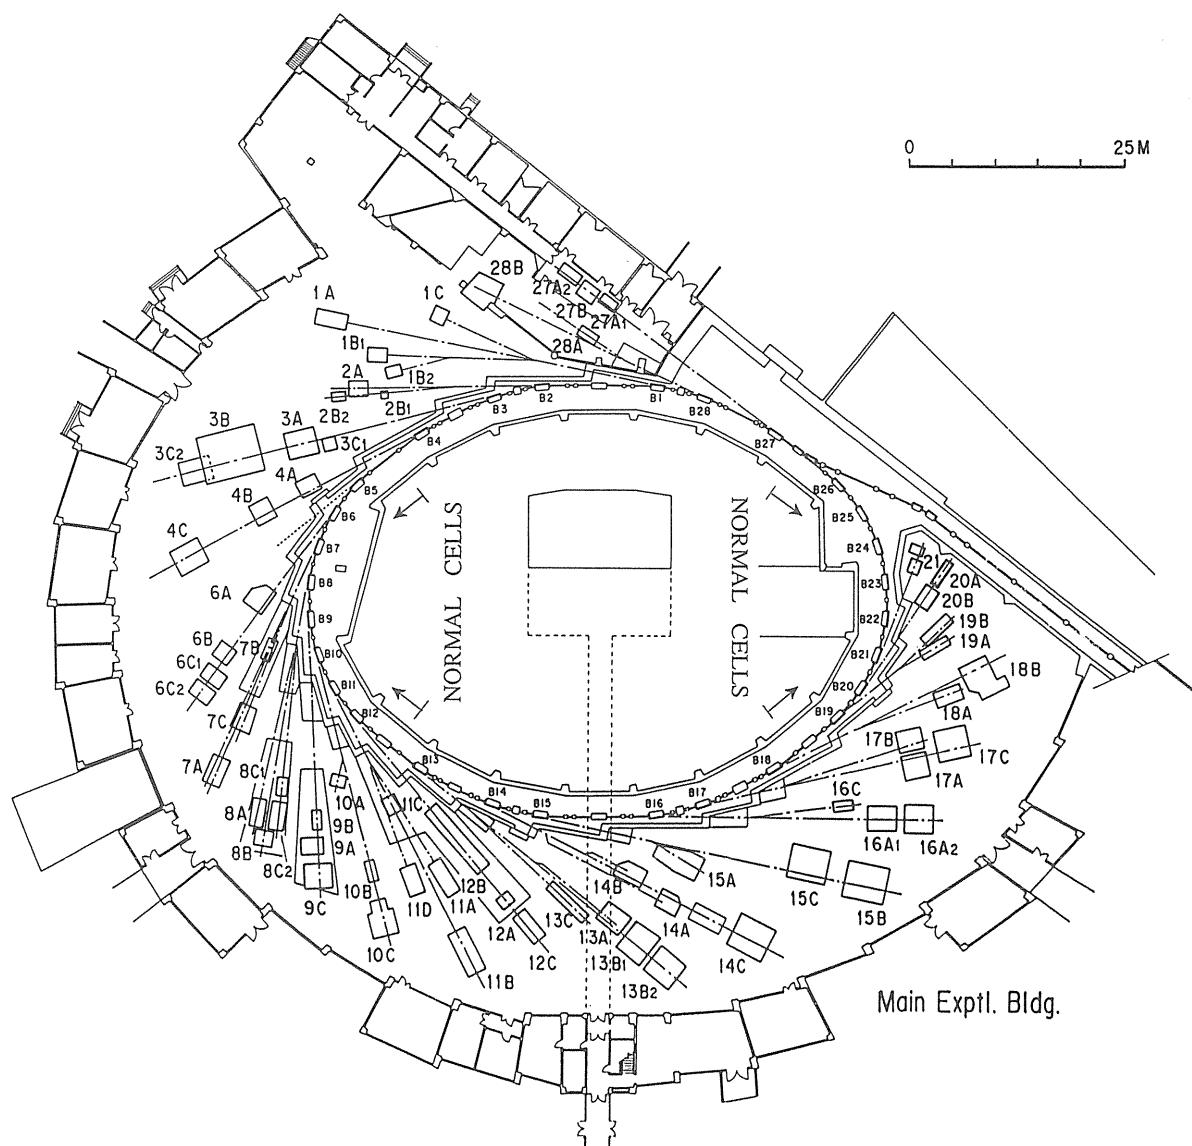 0 25M
28B
27A2
27B
27A1
28A
1A
1C
1B1
1B2
2A
2B2
2B1
3B
3A
3C1
3C2
4A
4B
4C
6A
6B
6C1
6C2
7B
7C
7A
8C1
8A
8B
8C2
9B
9A
9C
10A
10B
10C
11C
11D
11A
11B
12B
12A
12C
13C
13A
13B1
13B2
14B
14A
14C
15A
15C
15B
16C
16A1
16A2
17B
17A
17C
18A
18B
19B
19A
20A
20B
21
B1
B2
B3
B4
B5
B6
B7
B8
B9
B10
B11
B12
B13
B14
B15
B16
B17
B18
B19
B20
B21
B22
B23
B24
B25
B26
B27
B28
NORMAL CELLS
NORMAL CELLS
Main Exptl. Bldg.